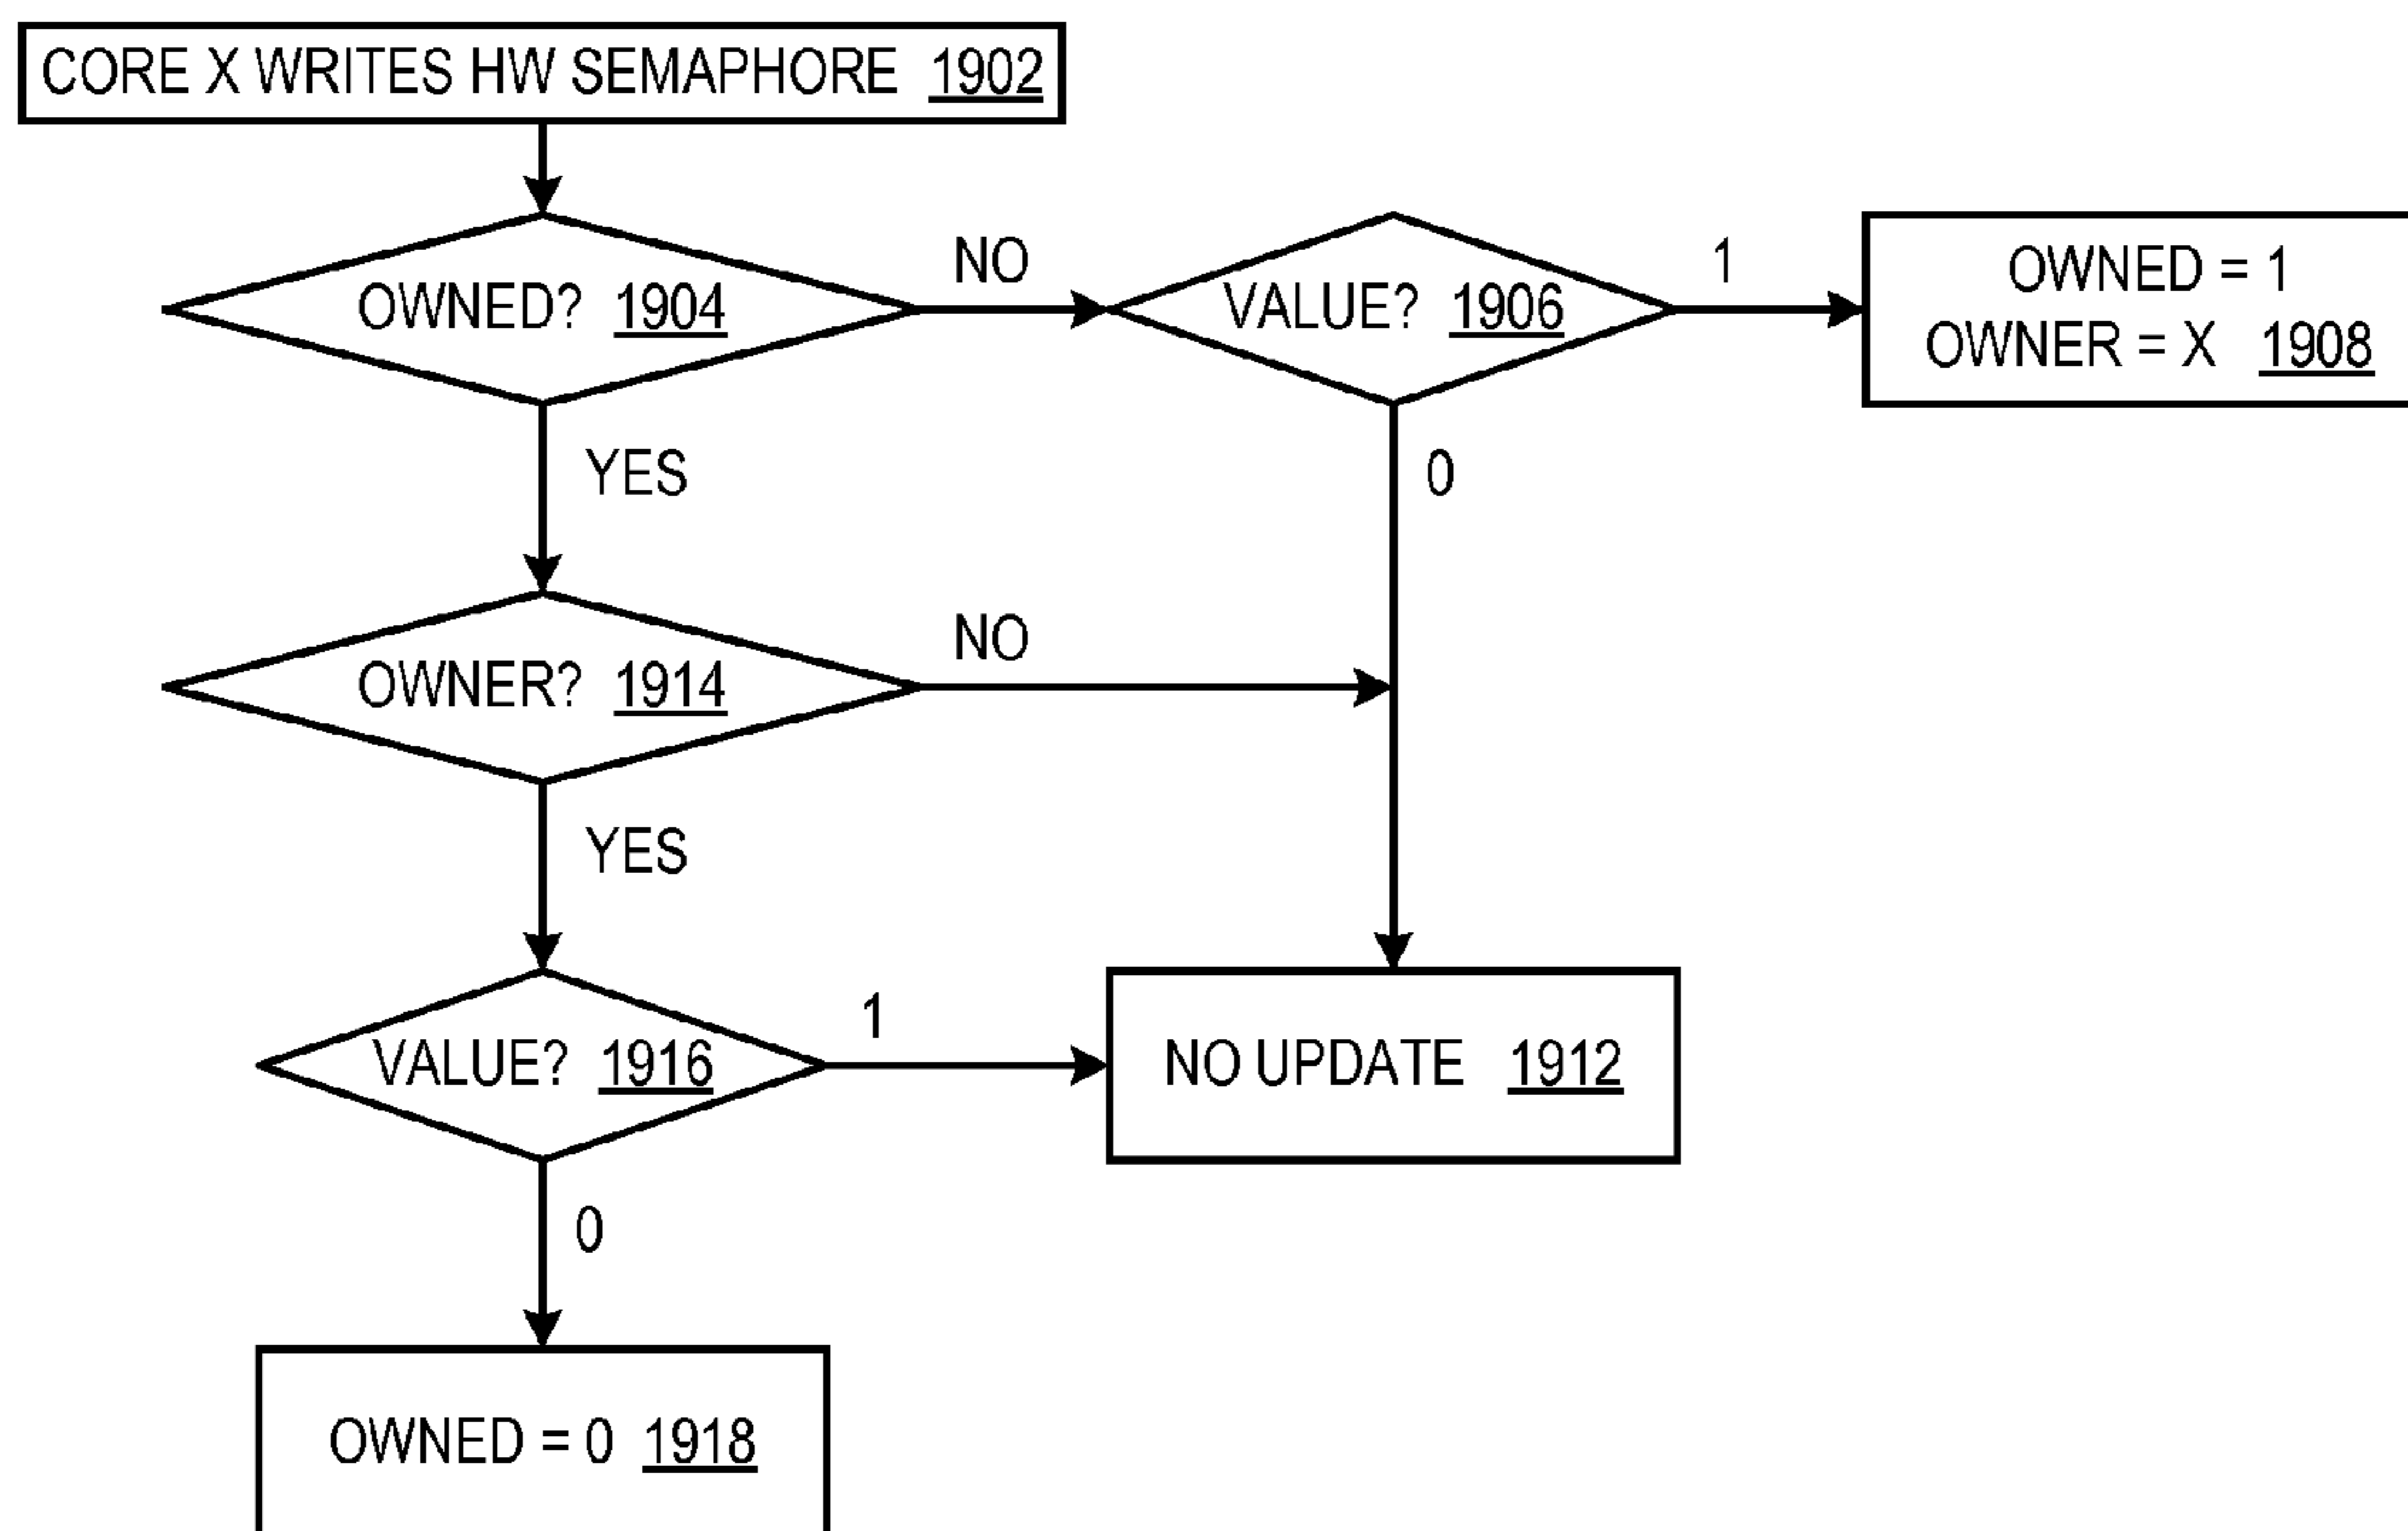 CORE X WRITES HW SEMAPHORE 1902
OWNED? 1904
NO
VALUE? 1906
1
OWNED = 1
OWNER = X 1908
YES
0
OWNER? 1914
NO
YES
VALUE? 1916
1
NO UPDATE 1912
0
OWNED = 0 1918